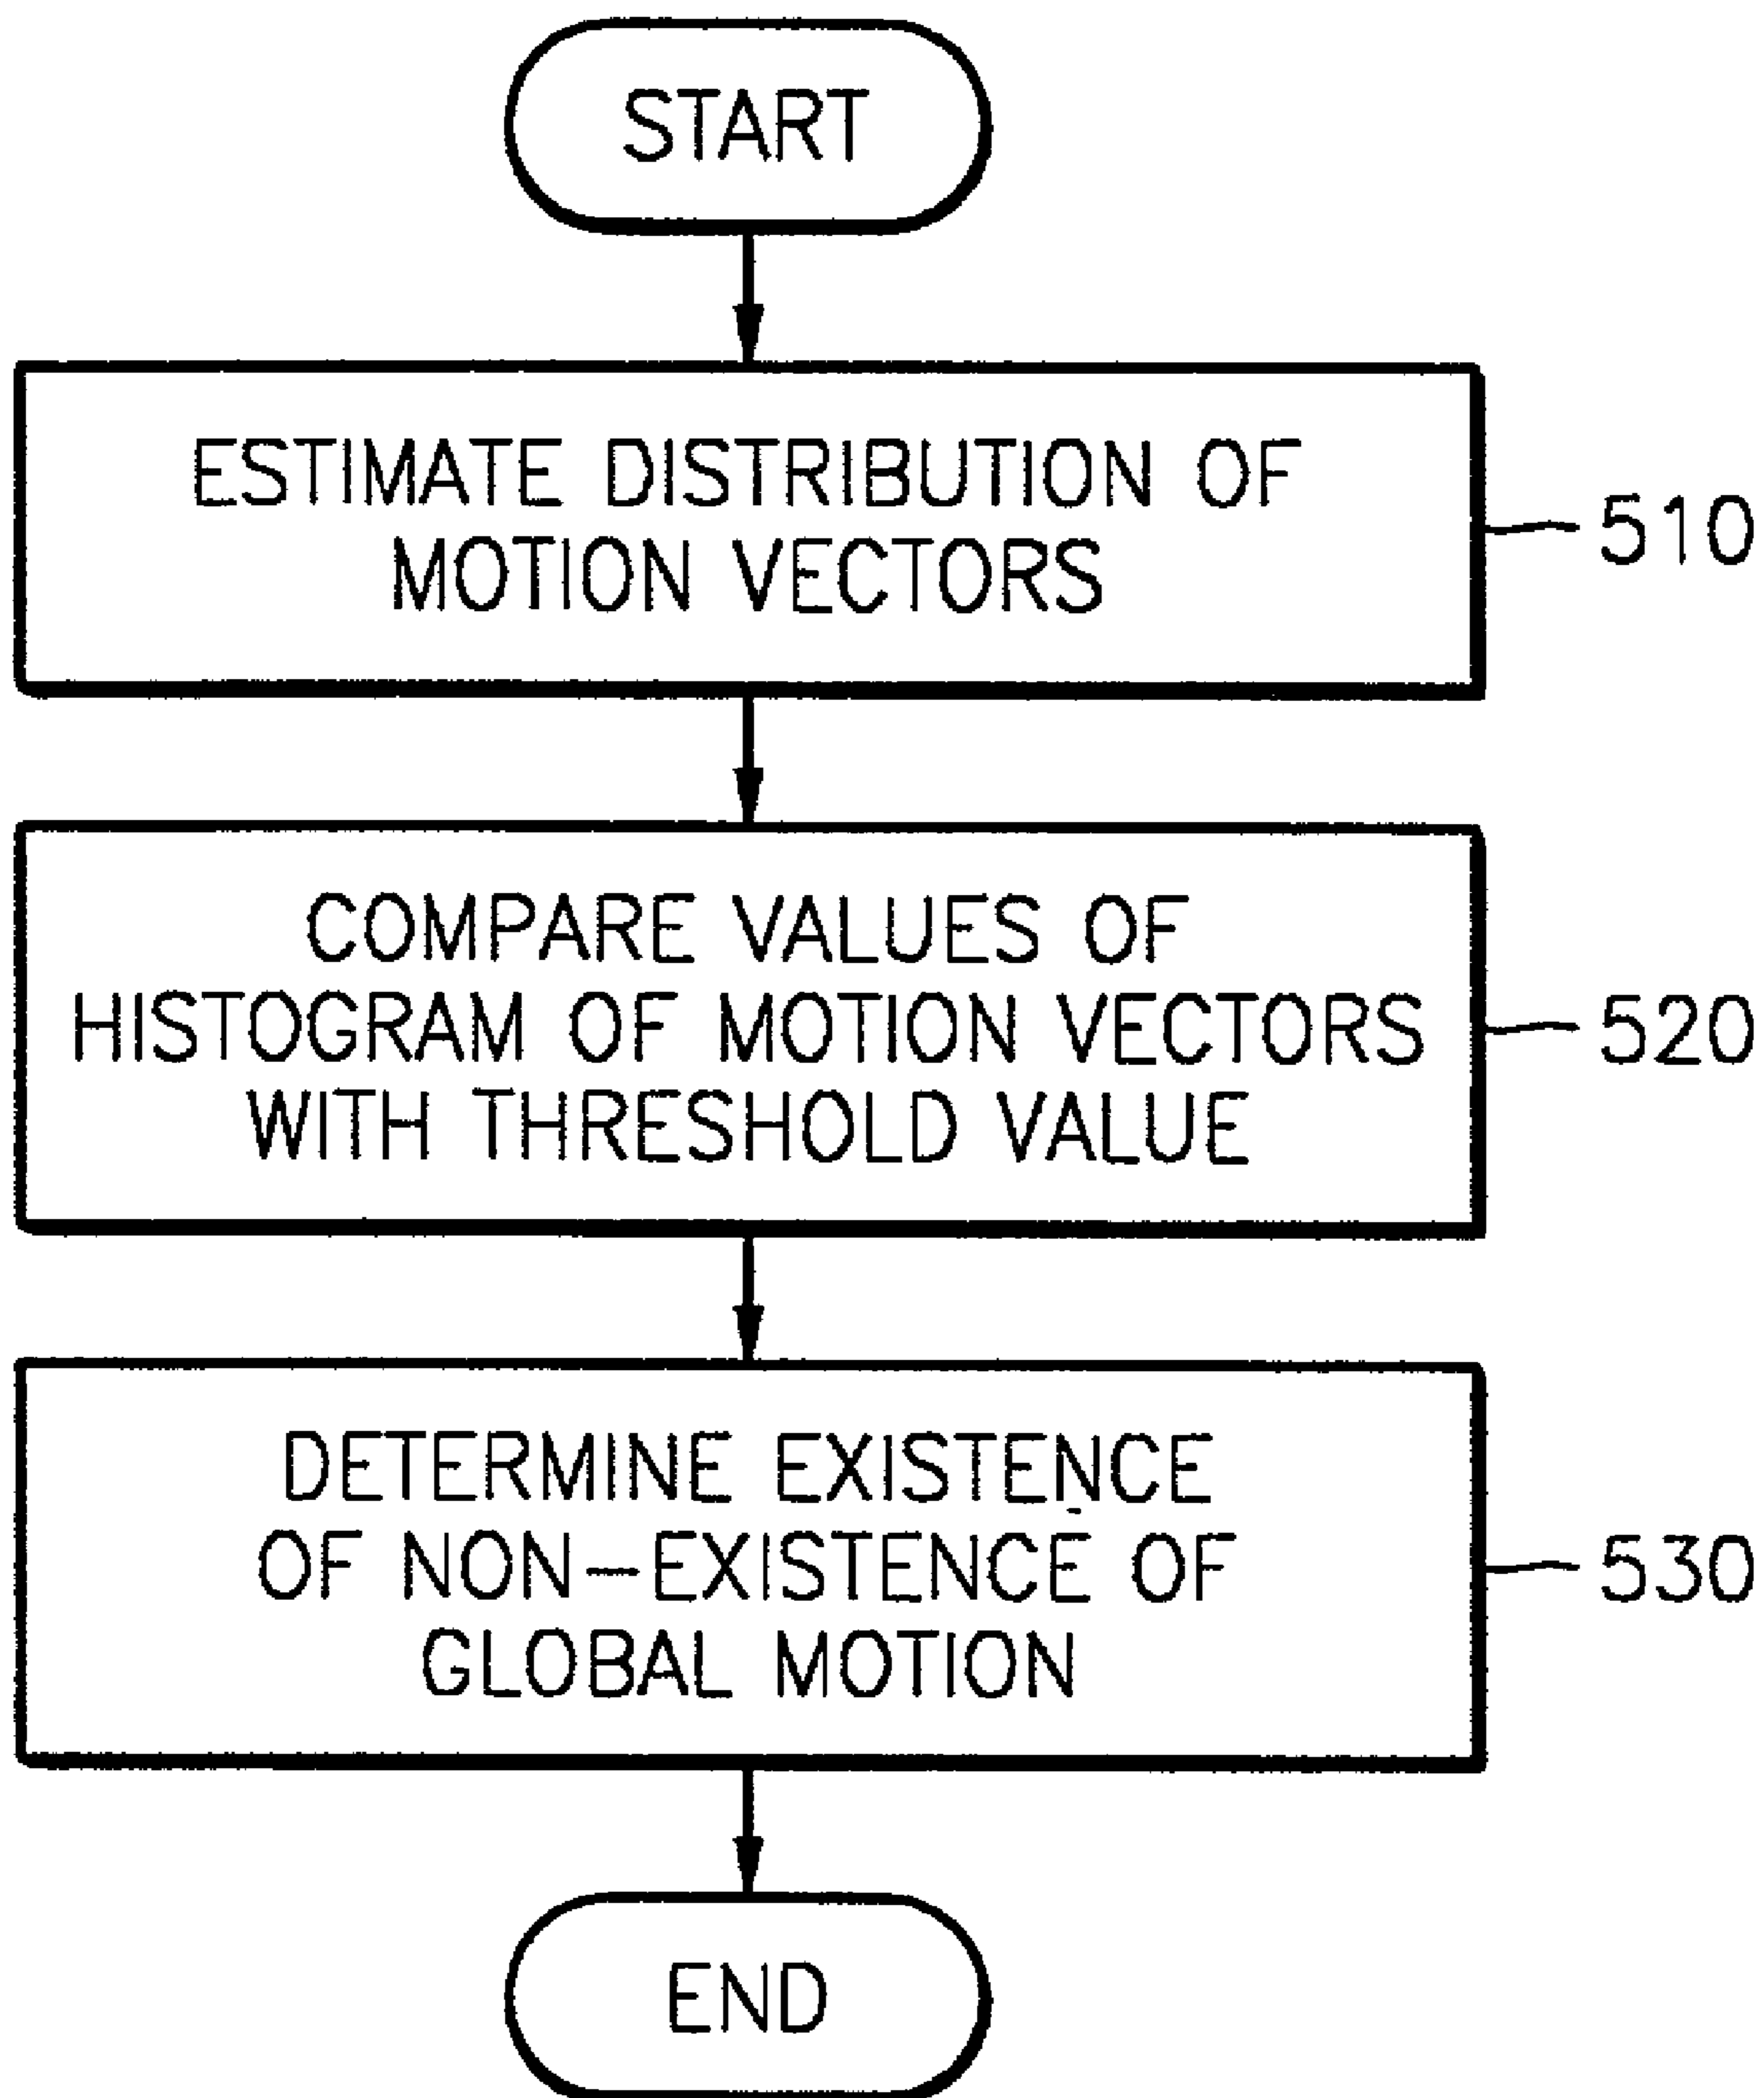 START
ESTIMATE DISTRIBUTION OF
MOTION VECTORS
510
COMPARE VALUES OF
HISTOGRAM OF MOTION VECTORS
WITH THRESHOLD VALUE
520
DETERMINE EXISTENCE
OF NON-EXISTENCE OF
GLOBAL MOTION
530
END